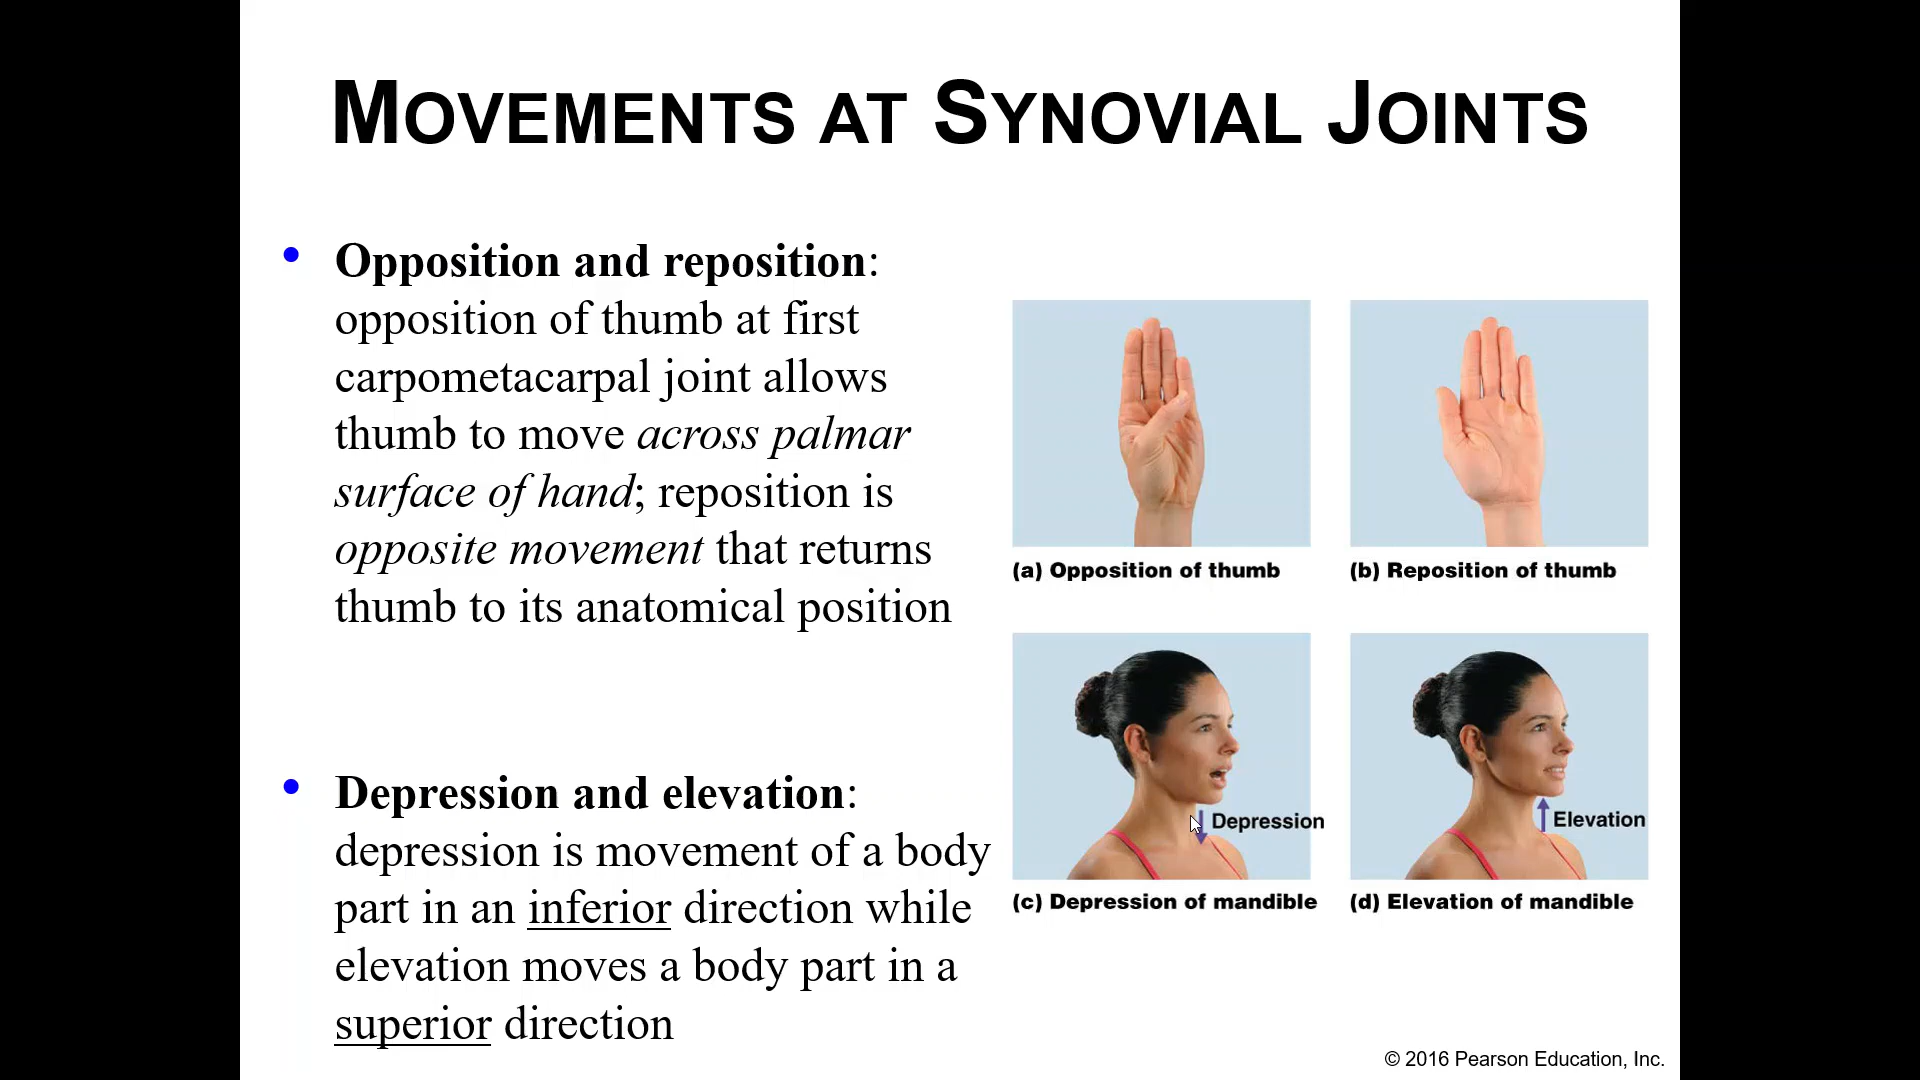 MOVEMENTS AT SYNOVIAL JOINTS
• Opposition and reposition:
opposition of thumb at first
carpometacarpal joint allows
thumb to move across palmar
surface of hand; reposition is
opposite movement that returns
thumb to its anatomical position
• Depression and elevation:
depression is movement of a body
part in an inferior direction while
elevation moves a body part in a
superior direction
(a) Opposition of thumb
(b) Reposition of thumb
Depression
Elevation
(c) Depression of mandible
(d) Elevation of mandible
© 2016 Pearson Education, Inc.